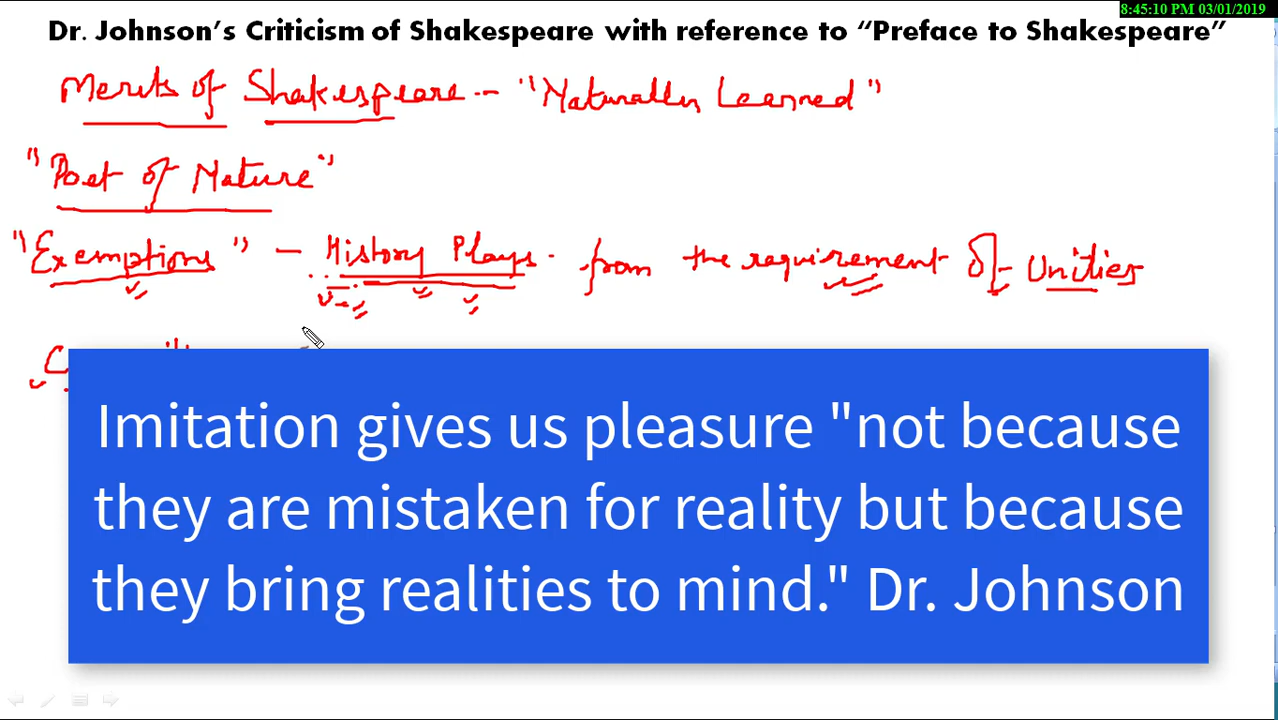 8:45:10 PM 03/01/2019
Dr. Johnson's Criticism of Shakespeare with reference to “Preface to Shakespeare”
Merits of Shakespeare - "Naturally Learned"
"Poet of Nature"
"Exemptions" - History Plays. from the requirement of Unities
Imitation gives us pleasure "not because
they are mistaken for reality but because
they bring realities to mind." Dr. Johnson